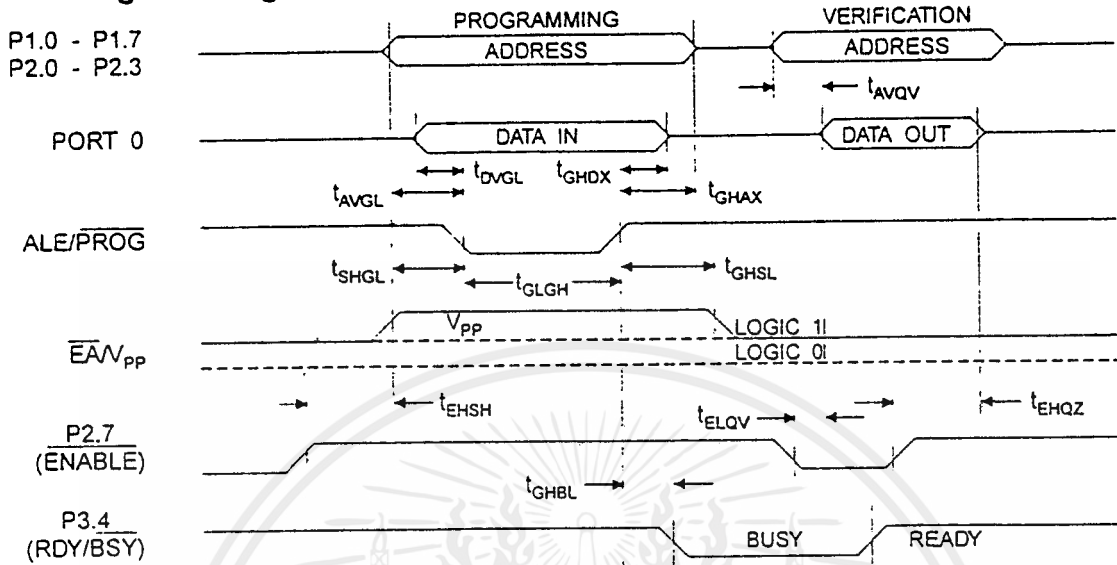 PROGRAMMING VERIFICATION
P1.0 - P1.7 ADDRESS ADDRESS
P2.0 - P2.3
tAVQV
PORT 0 DATA IN DATA OUT
tDVGL tGHDX
tAVGL tGHAX
ALE/PROG
tSHGL tGLGH tGHSL
VPP LOGIC 1
EA/VPP LOGIC 0
tEHSH tELQV tEHQZ
P2.7
(ENABLE)
tGHBL
P3.4 BUSY READY
(RDY/BSY)